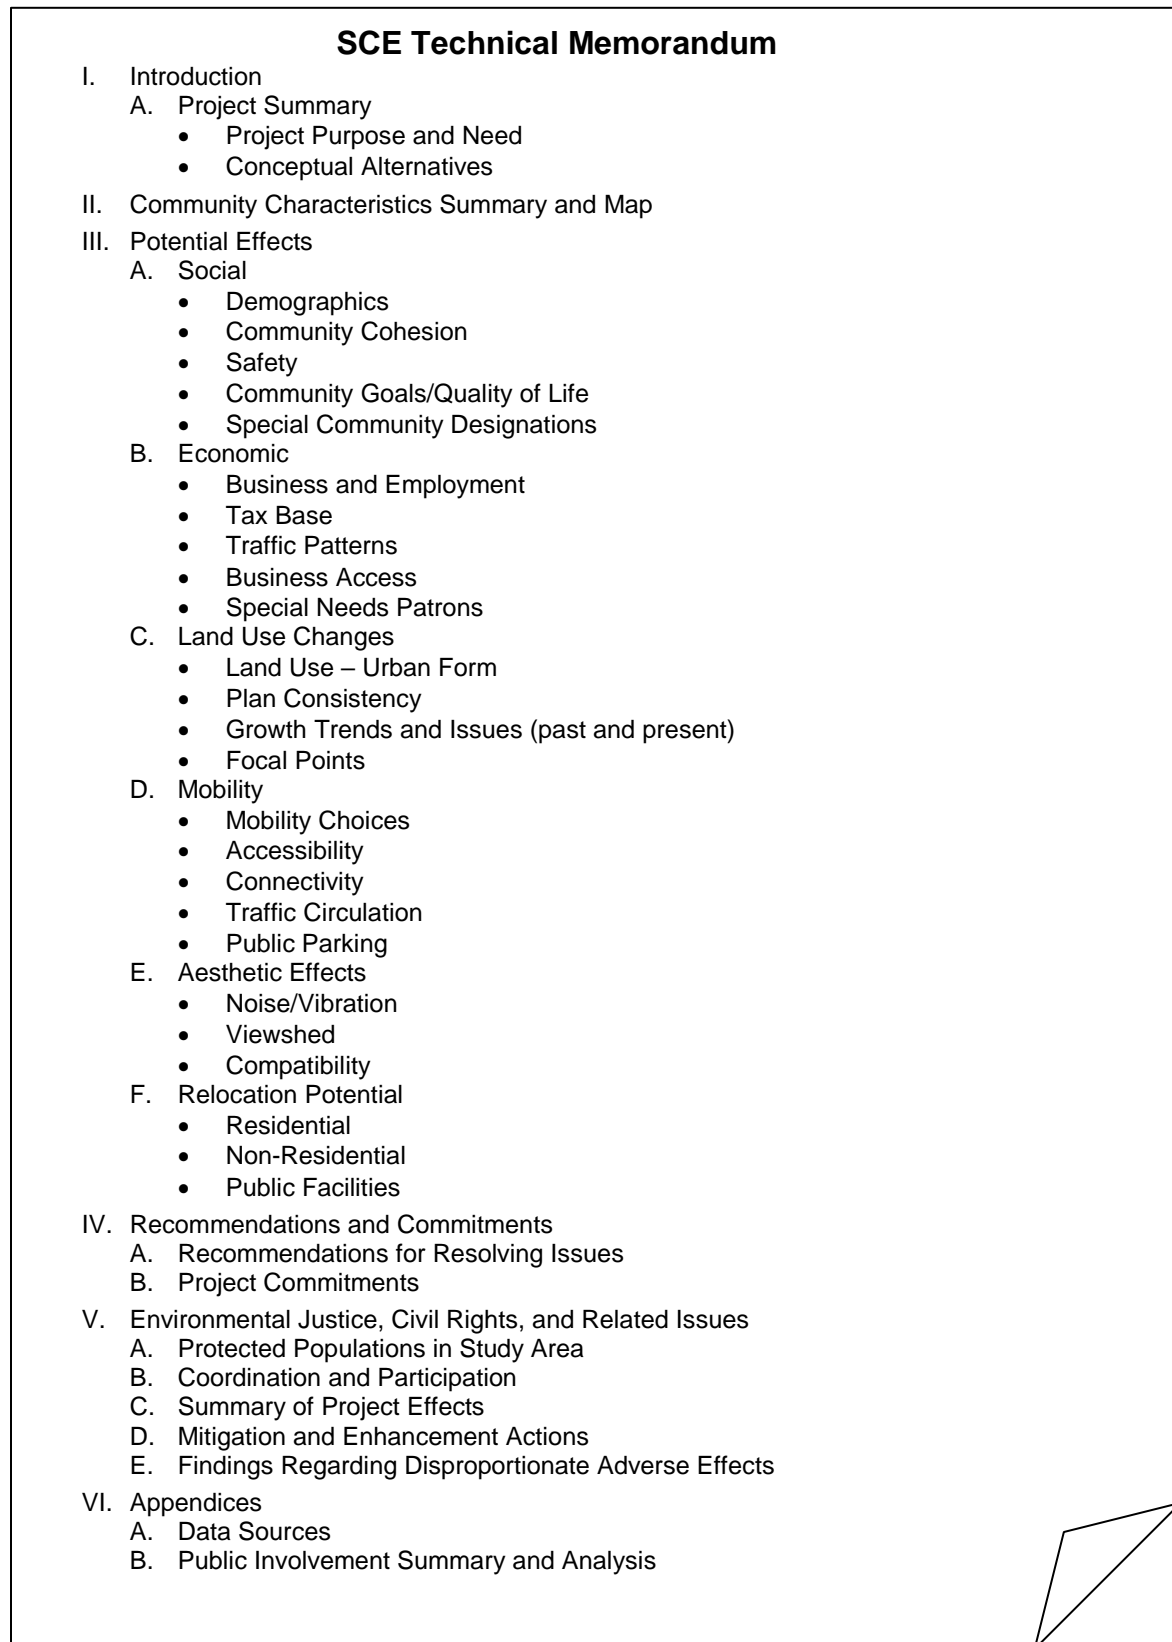 SCE Technical Memorandum
I. Introduction
A. Project Summary
• Project Purpose and Need
• Conceptual Alternatives
II. Community Characteristics Summary and Map
III. Potential Effects
A. Social
• Demographics
• Community Cohesion
• Safety
• Community Goals/Quality of Life
• Special Community Designations
B. Economic
• Business and Employment
• Tax Base
• Traffic Patterns
• Business Access
• Special Needs Patrons
C. Land Use Changes
• Land Use – Urban Form
• Plan Consistency
• Growth Trends and Issues (past and present)
• Focal Points
D. Mobility
• Mobility Choices
• Accessibility
• Connectivity
• Traffic Circulation
• Public Parking
E. Aesthetic Effects
• Noise/Vibration
• Viewshed
• Compatibility
F. Relocation Potential
• Residential
• Non-Residential
• Public Facilities
IV. Recommendations and Commitments
A. Recommendations for Resolving Issues
B. Project Commitments
V. Environmental Justice, Civil Rights, and Related Issues
A. Protected Populations in Study Area
B. Coordination and Participation
C. Summary of Project Effects
D. Mitigation and Enhancement Actions
E. Findings Regarding Disproportionate Adverse Effects
VI. Appendices
A. Data Sources
B. Public Involvement Summary and Analysis